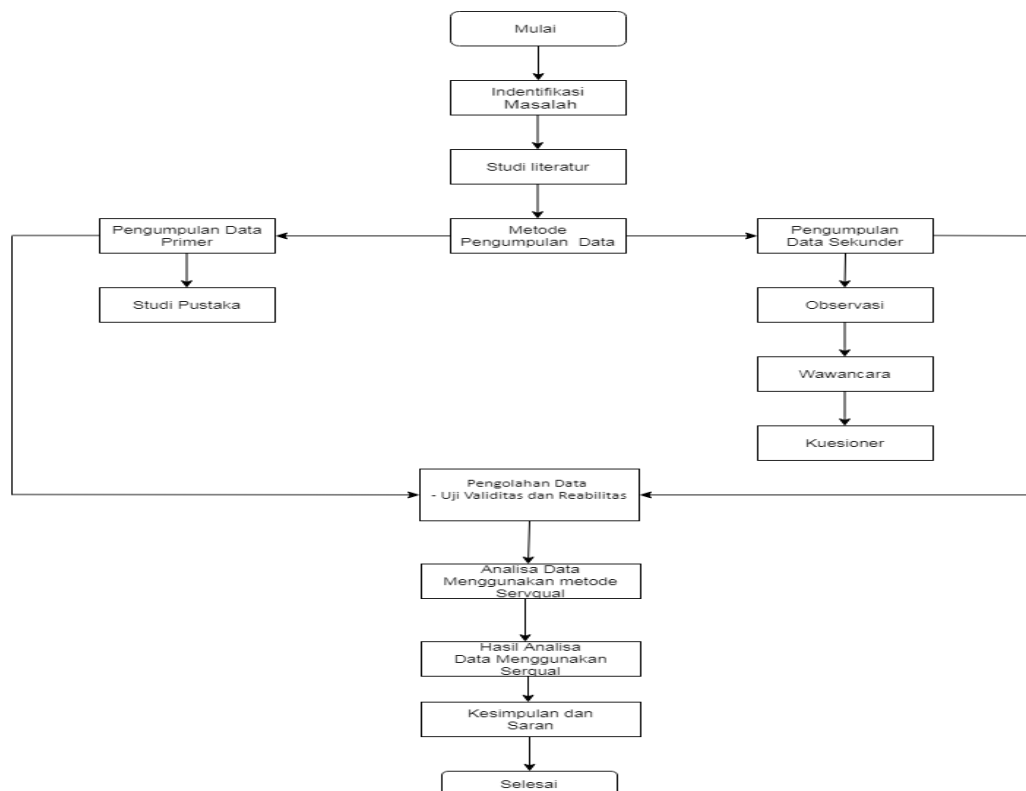 Mulai
Indentifikasi
Masalah
Studi literatur
Pengumpulan Data
Primer
Metode
Pengumpulan Data
Pengumpulan
Data Sekunder
Studi Pustaka
Observasi
Wawancara
Kuesioner
Pengolahan Data
- Uji Validitas dan Reabilitas
Analisa Data
Menggunakan metode
Servqual
Hasil Analisa
Data Menggunakan
Serqual
Kesimpulan dan
Saran
Selesai